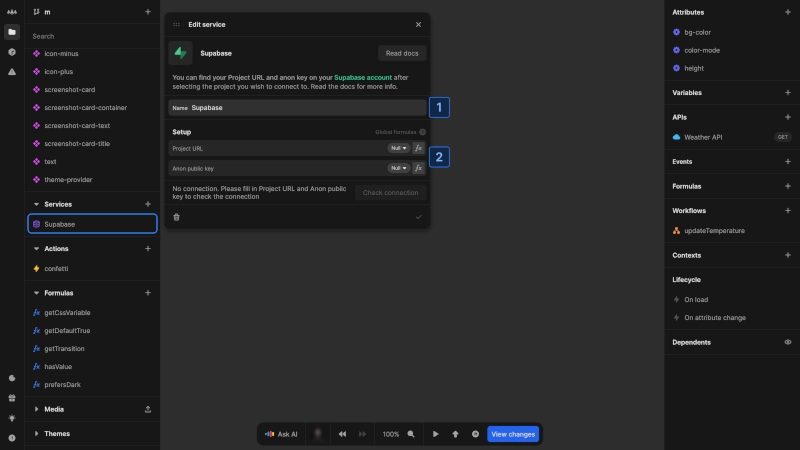 m
Search
icon-minus
icon-plus
screenshot-card
screenshot-card-container
screenshot-card-text
screenshot-card-title
text
theme-provider
Services
Supabase
Actions
confetti
Formulas
getCssVariable
getDefaultTrue
getTransition
hasValue
prefersDark
Media
Themes
Edit service
Supabase
Read docs
You can find your Project URL and anon key on your Supabase account after
selecting the project you wish to connect to. Read the docs for more info.
Name Supabase
1
Setup
Global formulas
Project URL
Null
fx
2
Anon public key
Null
fx
No connection. Please fill in Project URL and Anon public
key to check the connection
Check connection
Ask AI
100%
View changes
Attributes
bg-color
color-mode
height
Variables
APIs
Weather API
GET
Events
Formulas
Workflows
updateTemperature
Contexts
Lifecycle
On load
On attribute change
Dependents